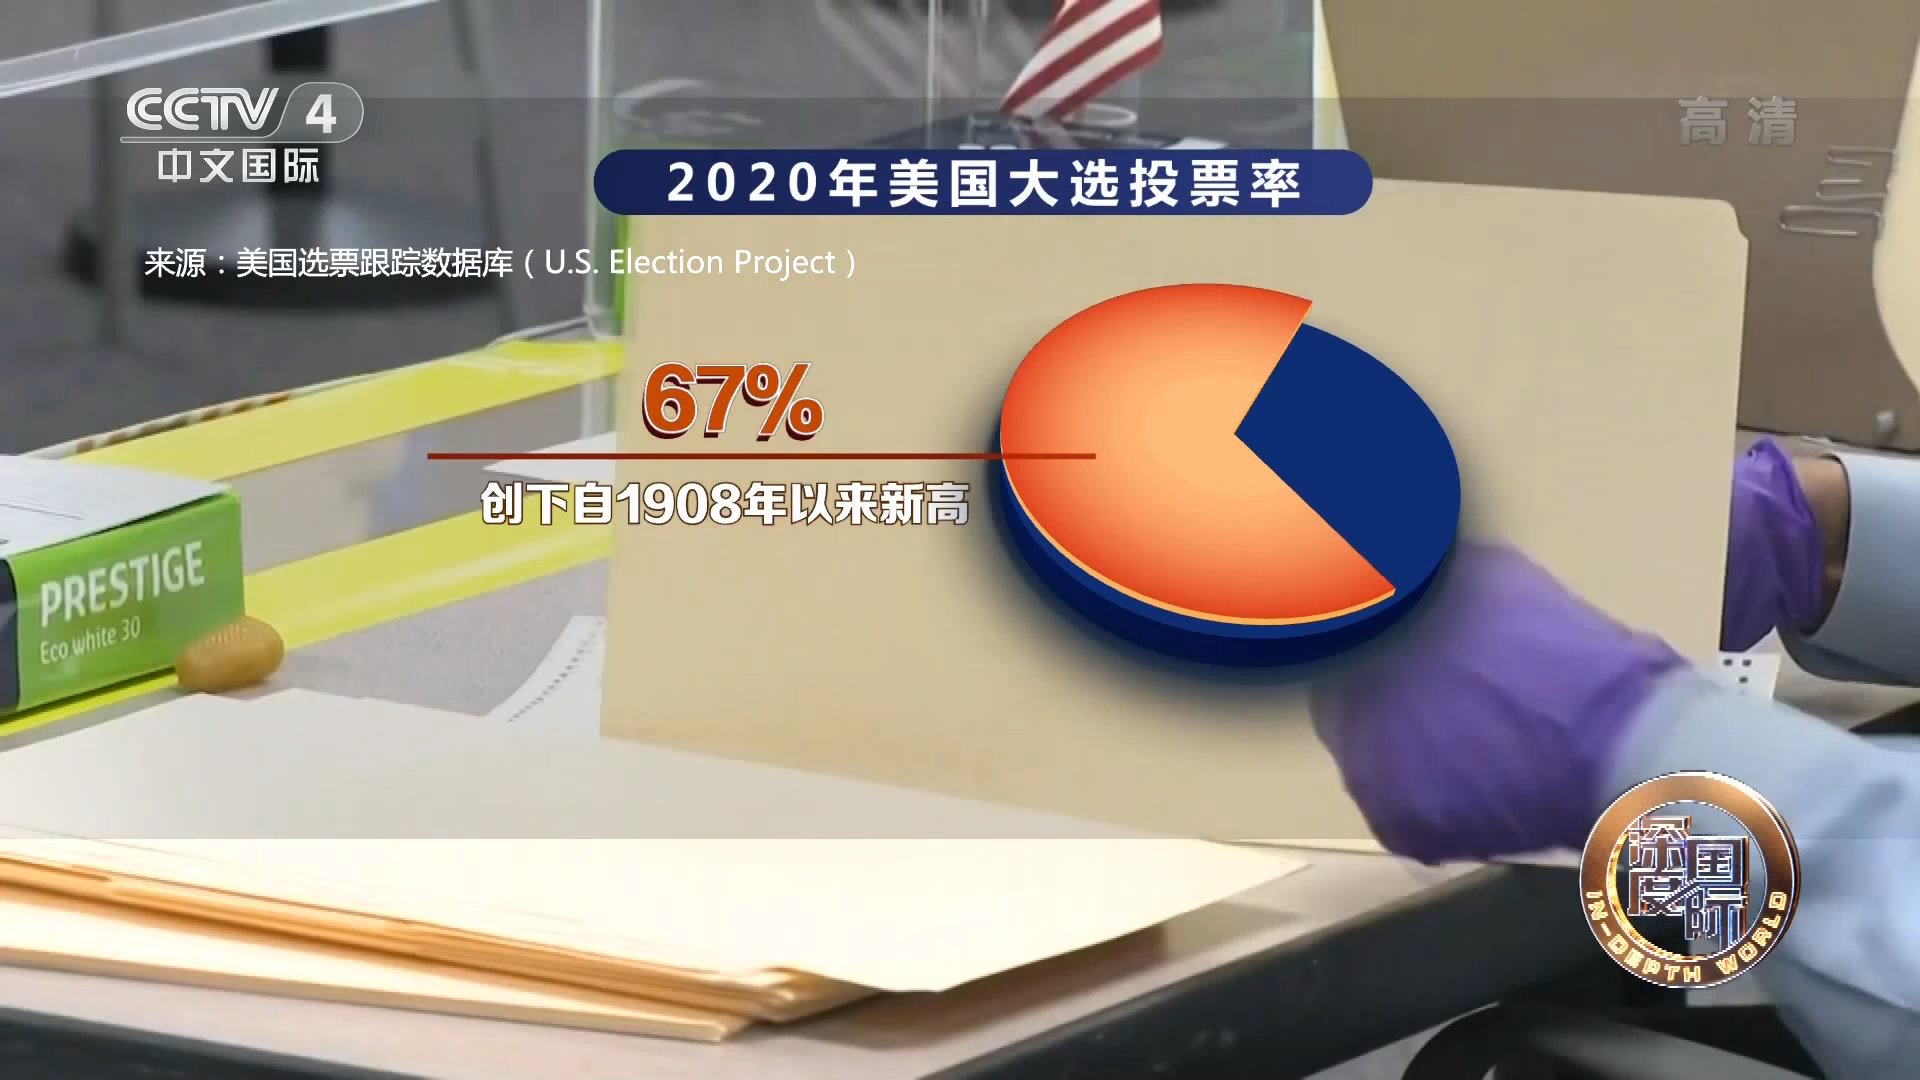 CCTV 4
中文国际
高清
2020年美国大选投票率
来源：美国选票跟踪数据库（U.S. Election Project）
67%
创下自1908年以来新高
PRESTIGE
Eco white 30
深度国际
IN-DEPTH WORLD